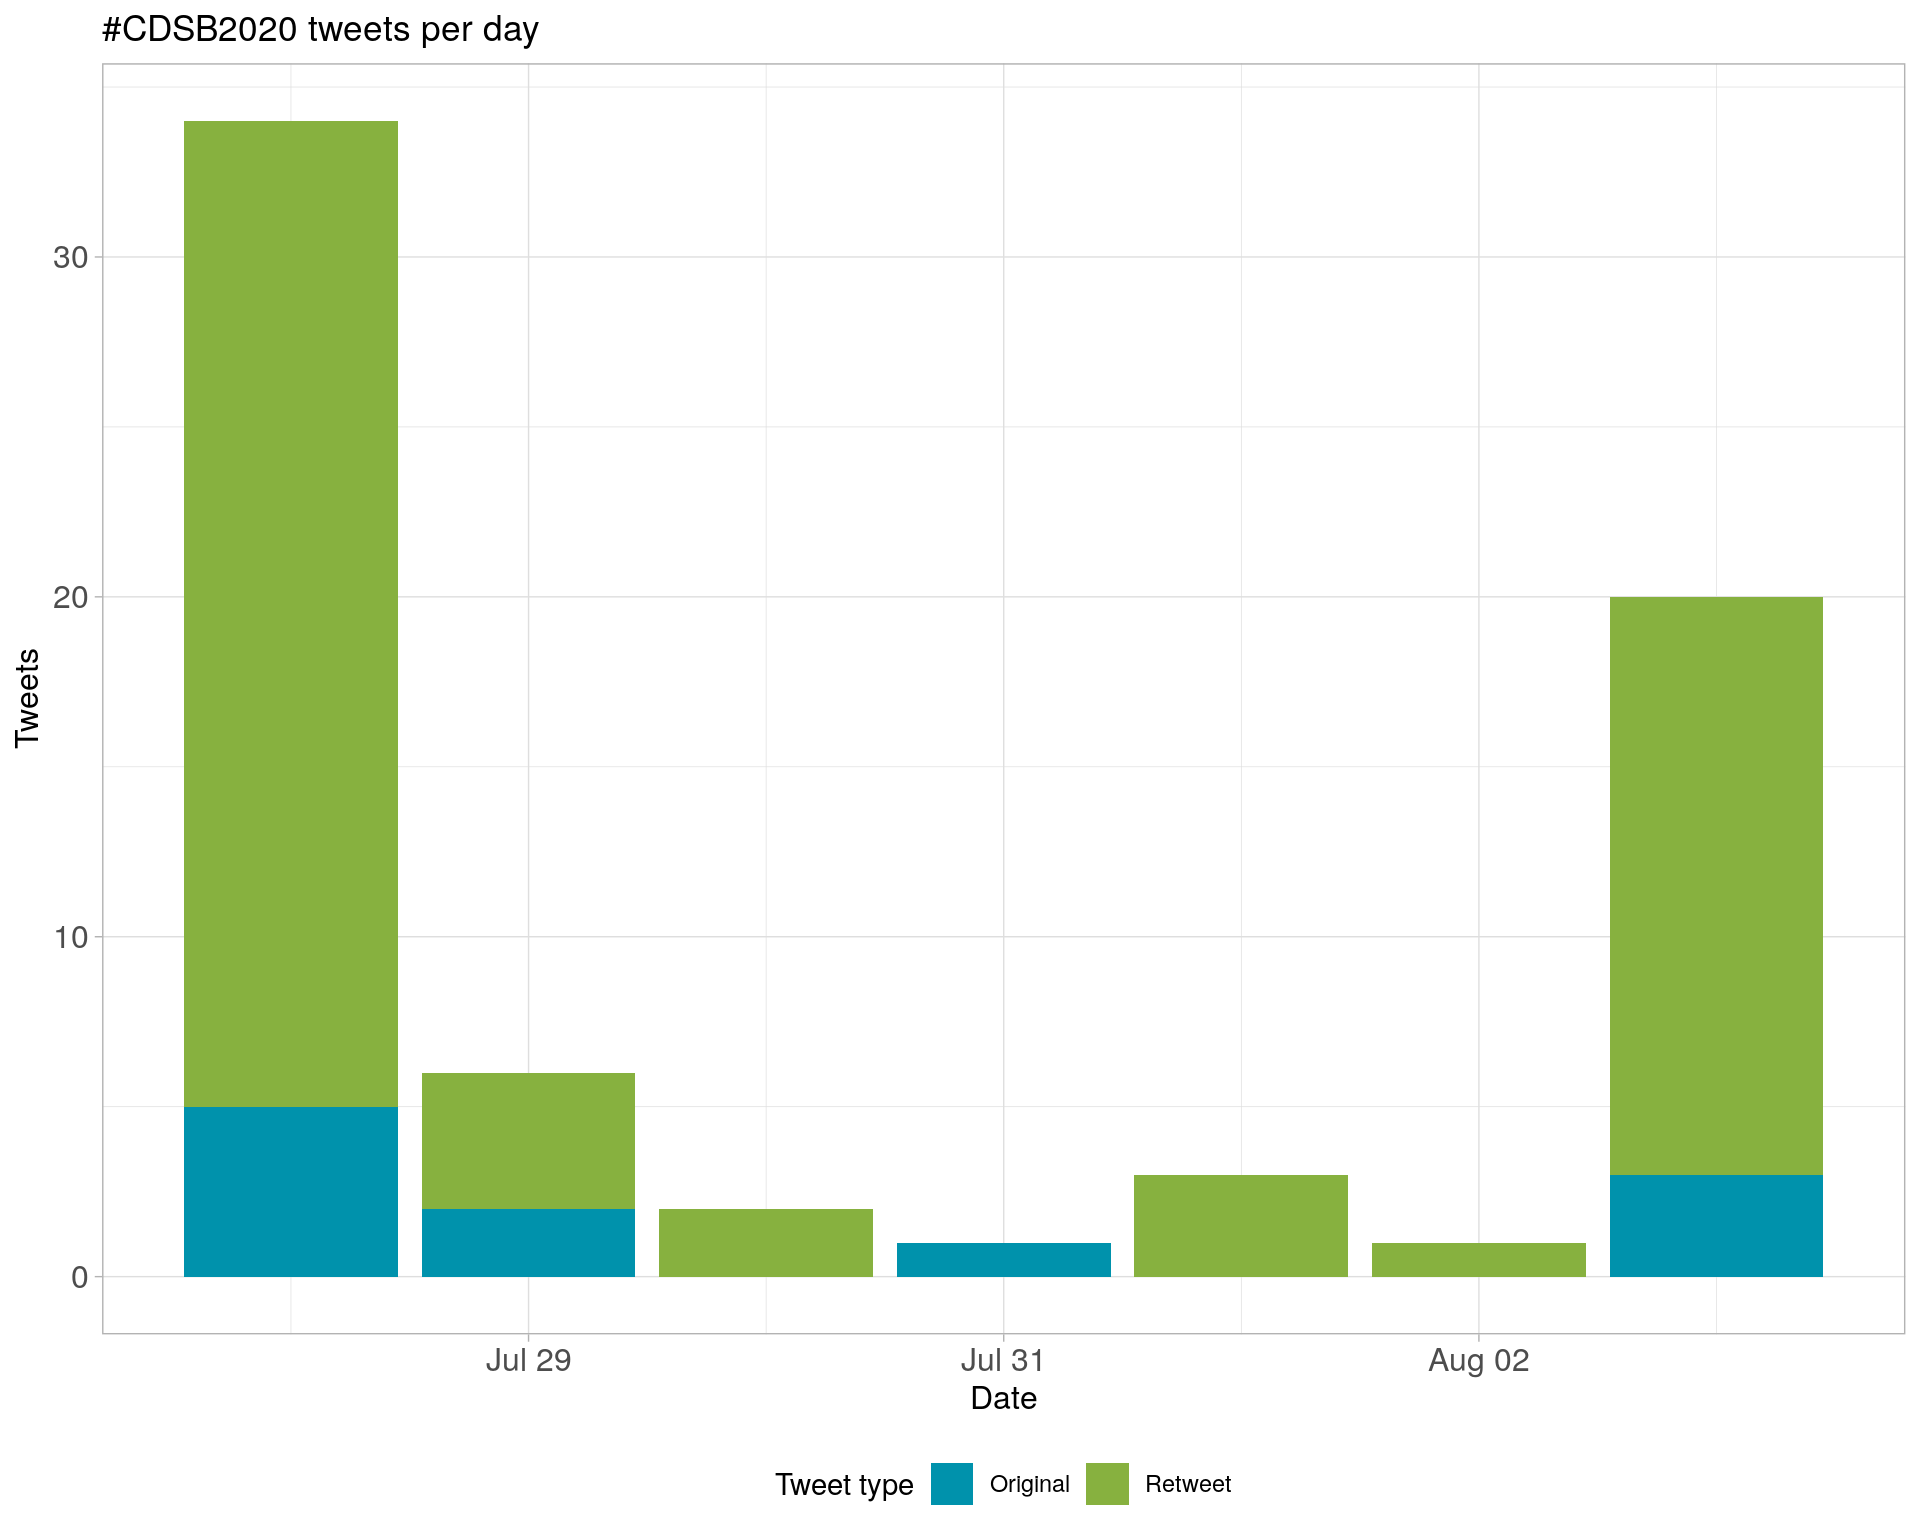 #CDSB2020 tweets per day
30
20
10
0
Tweets
Jul 29 Jul 31 Aug 02
Date
Tweet type Original Retweet